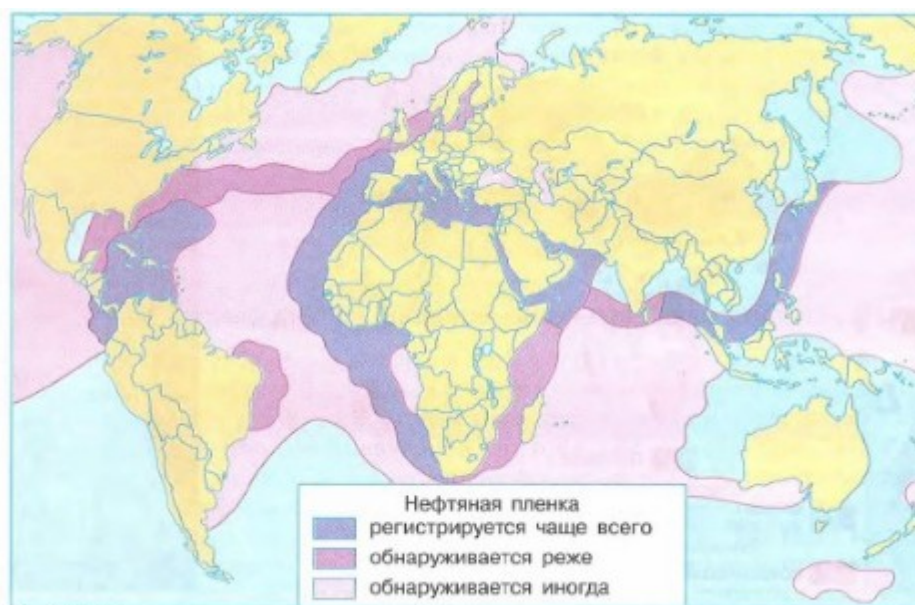 Нефтяная пленка
регистрируется чаще всего
обнаруживается реже
обнаруживается иногда